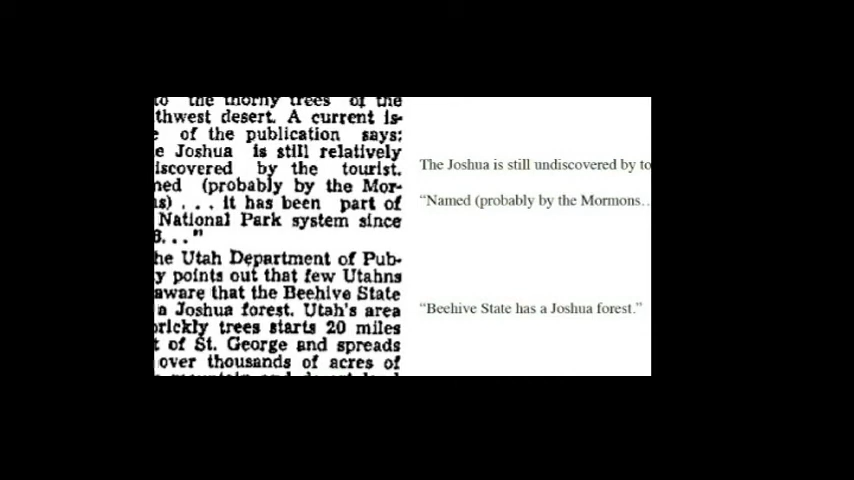 to the thorny trees of the
thwest desert. A current is-
of the publication says:
e Joshua is still relatively
iscovered by the tourist.
ned (probably by the Mor-
ns) . . . it has been part of
National Park system since
6. . ."
he Utah Department of Pub-
y points out that few Utahns
aware that the Beehive State
a Joshua forest. Utah's area
prickly trees starts 20 miles
t of St. George and spreads
over thousands of acres of
The Joshua is still undiscovered by to
“Named (probably by the Mormons…
“Beehive State has a Joshua forest.”